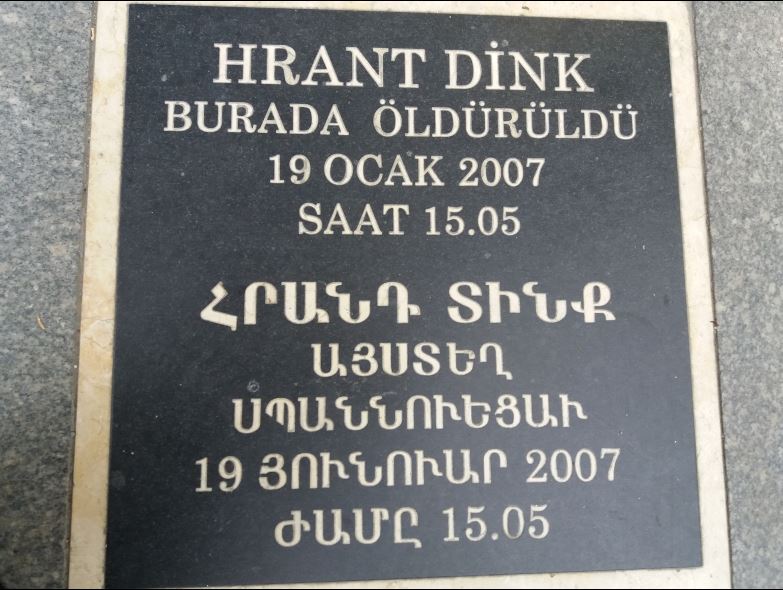 HRANT DİNK
BURADA ÖLDÜRÜLDÜ
19 OCAK 2007
SAAT 15.05
ՀՐԱՆԴ ՏԻՆՔ
ԱՅՍՏԵՂ
ՍՊԱՆՆՈՒԵՑԱՒ
19 ՅՈՒՆՈՒԱՐ 2007
ԺԱՄԸ 15.05